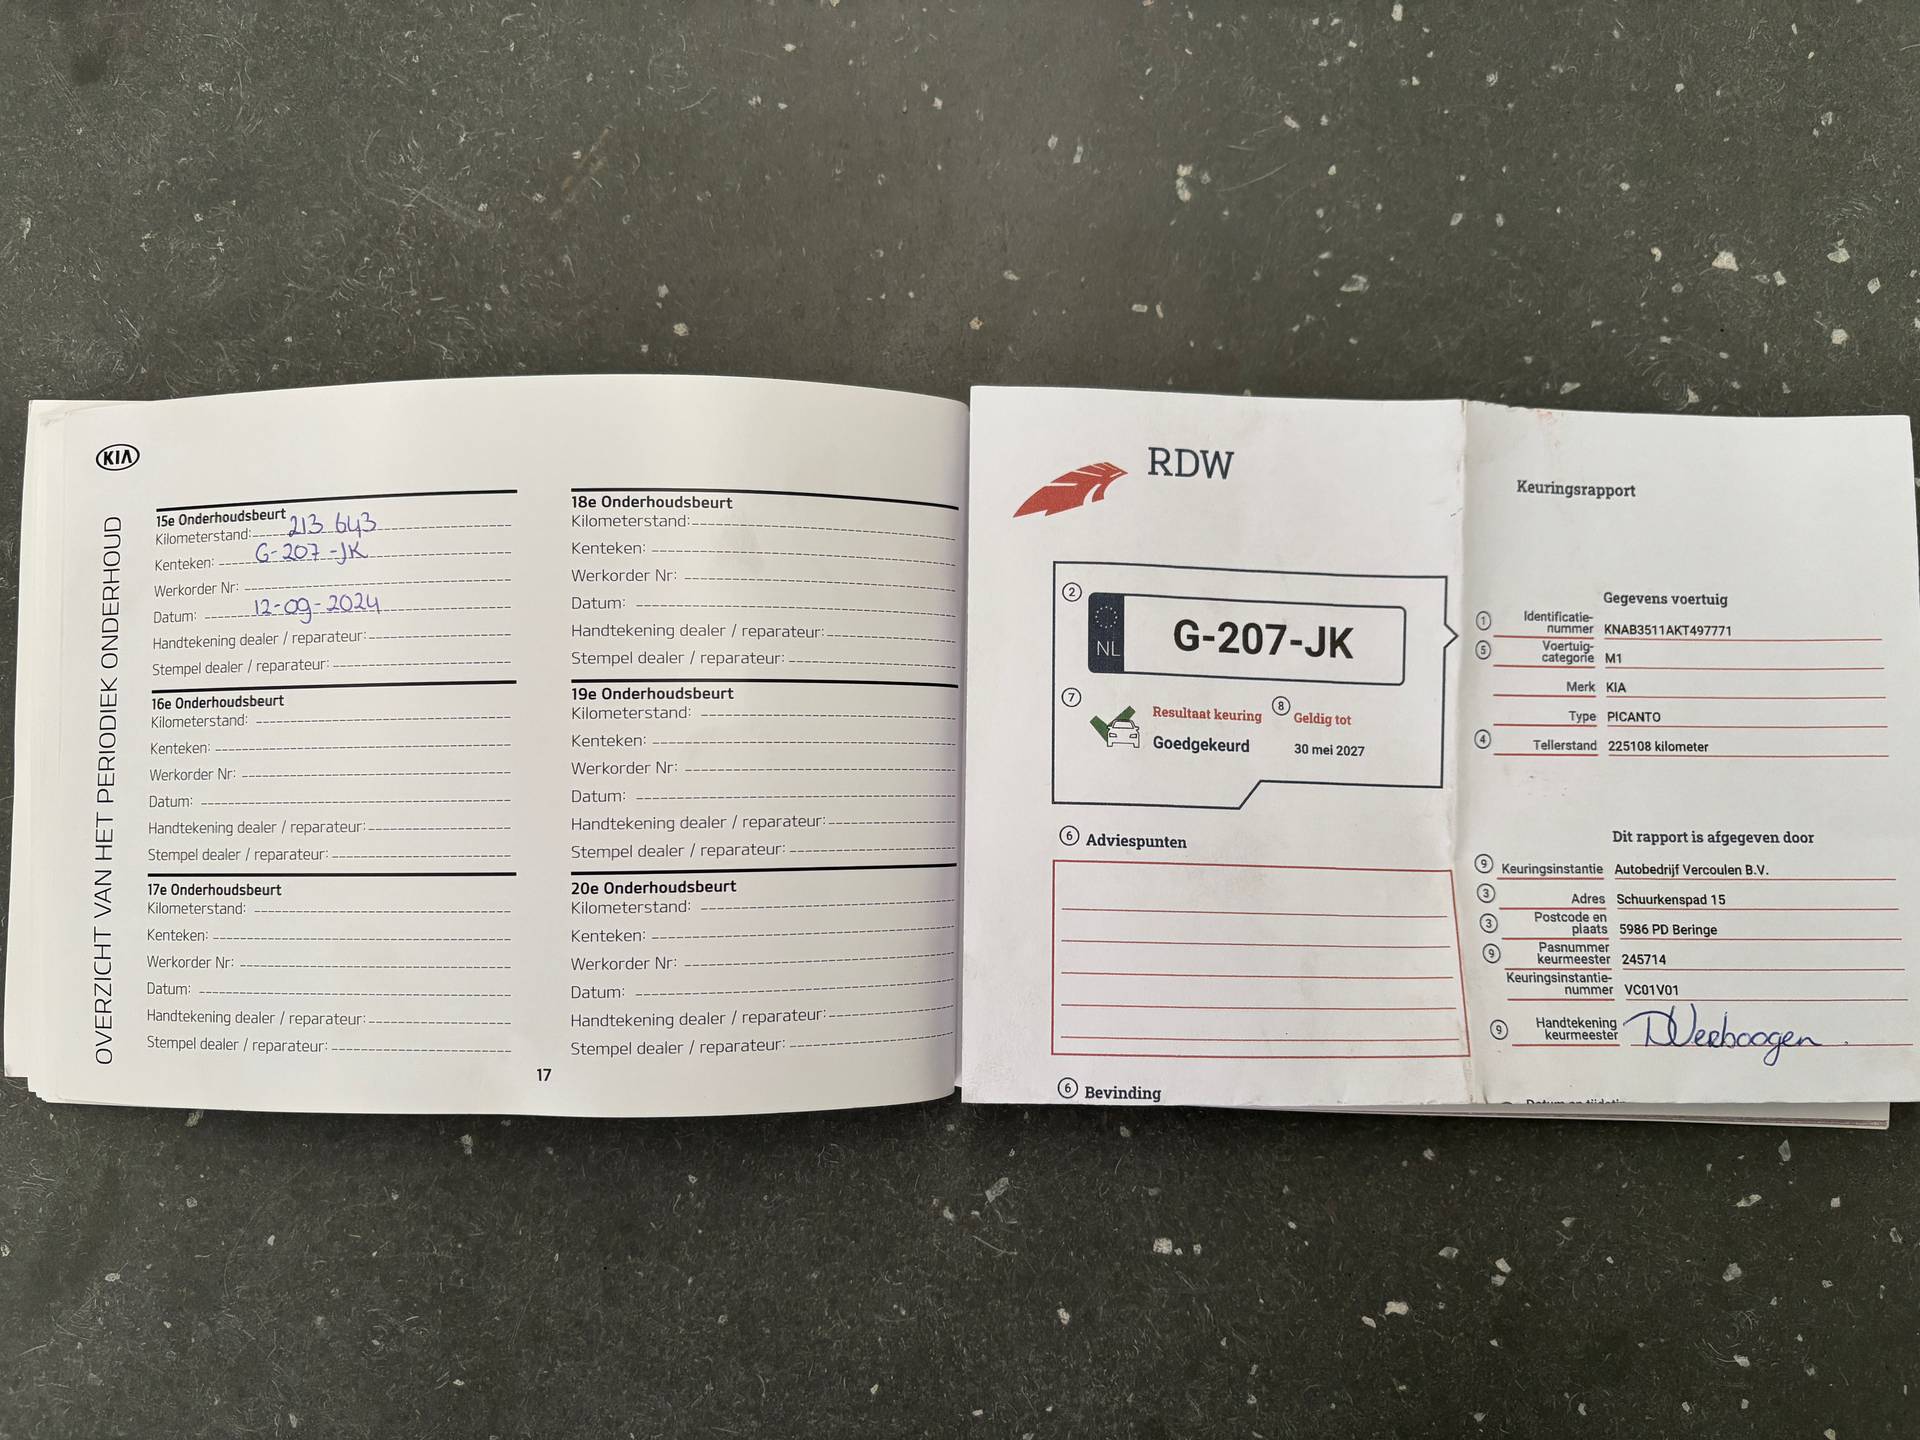 KIA
OVERZICHT VAN HET PERIODIEK ONDERHOUD
15e Onderhoudsbeurt
Kilometerstand: 213 643
Kenteken: G-207-JK
Werkorder Nr:
Datum: 12-09-2024
Handtekening dealer / reparateur:
Stempel dealer / reparateur:
16e Onderhoudsbeurt
Kilometerstand:
Kenteken:
Werkorder Nr:
Datum:
Handtekening dealer / reparateur:
Stempel dealer / reparateur:
17e Onderhoudsbeurt
Kilometerstand:
Kenteken:
Werkorder Nr:
Datum:
Handtekening dealer / reparateur:
Stempel dealer / reparateur:
18e Onderhoudsbeurt
Kilometerstand:
Kenteken:
Werkorder Nr:
Datum:
Handtekening dealer / reparateur:
Stempel dealer / reparateur:
19e Onderhoudsbeurt
Kilometerstand:
Kenteken:
Werkorder Nr:
Datum:
Handtekening dealer / reparateur:
Stempel dealer / reparateur:
20e Onderhoudsbeurt
Kilometerstand:
Kenteken:
Werkorder Nr:
Datum:
Handtekening dealer / reparateur:
Stempel dealer / reparateur:
17
RDW
2
NL G-207-JK
7 Resultaat keuring 8 Geldig tot
Goedgekeurd 30 mei 2027
6 Adviespunten
6 Bevinding
Keuringsrapport
Gegevens voertuig
1 Identificatie-
nummer KNAB3511AKT497771
5 Voertuig-
categorie M1
Merk KIA
Type PICANTO
4 Tellerstand 225108 kilometer
Dit rapport is afgegeven door
9 Keuringsinstantie Autobedrijf Vercoulen B.V.
3 Adres Schuurkenspad 15
3 Postcode en
plaats 5986 PD Beringe
9 Pasnummer
keurmeester 245714
Keuringsinstantie-
nummer VC01V01
9 Handtekening
keurmeester DVerboogen